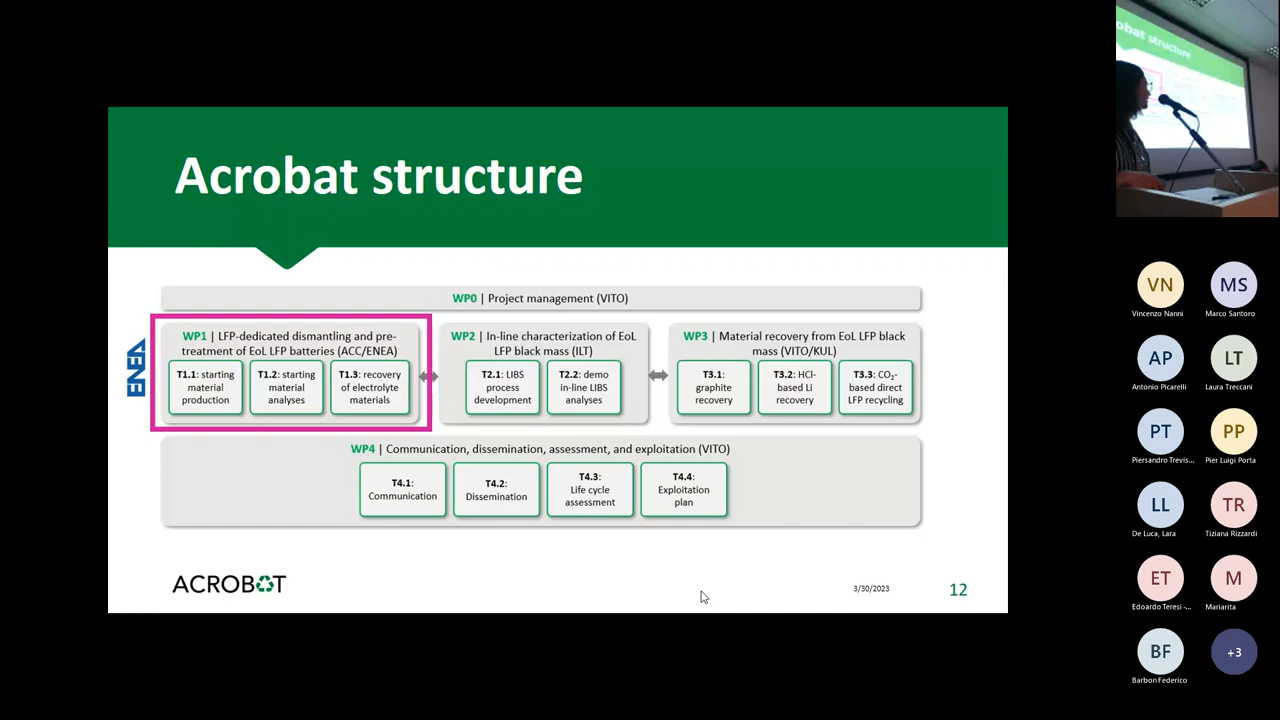 Acrobat structure
WP0 | Project management (VITO)
WP1 | LFP-dedicated dismantling and pre-
treatment of EoL LFP batteries (ACC/ENEA)
T1.1: starting
material
production
T1.2: starting
material
analyses
T1.3: recovery
of electrolyte
materials
ENEA
WP2 | In-line characterization of EoL
LFP black mass (ILT)
T2.1: LIBS
process
development
T2.2: demo
in-line LIBS
analyses
WP3 | Material recovery from EoL LFP black
mass (VITO/KUL)
T3.1:
graphite
recovery
T3.2: HCl-
based Li
recovery
T3.3: CO₂-
based direct
LFP recycling
WP4 | Communication, dissemination, assessment, and exploitation (VITO)
T4.1:
Communication
T4.2:
Dissemination
T4.3:
Life cycle
assessment
T4.4:
Exploitation
plan
ACROBOT
3/30/2023
12
obat structure
VN
Vincenzo Nanni
MS
Marco Santoro
AP
Antonio Picarelli
LT
Laura Treccani
PT
Piersandro Trevis...
PP
Pier Luigi Porta
LL
De Luca, Lara
TR
Tiziana Rizzardi
ET
Edoardo Teresi -...
M
Mariarita
BF
Barbon Federico
+3